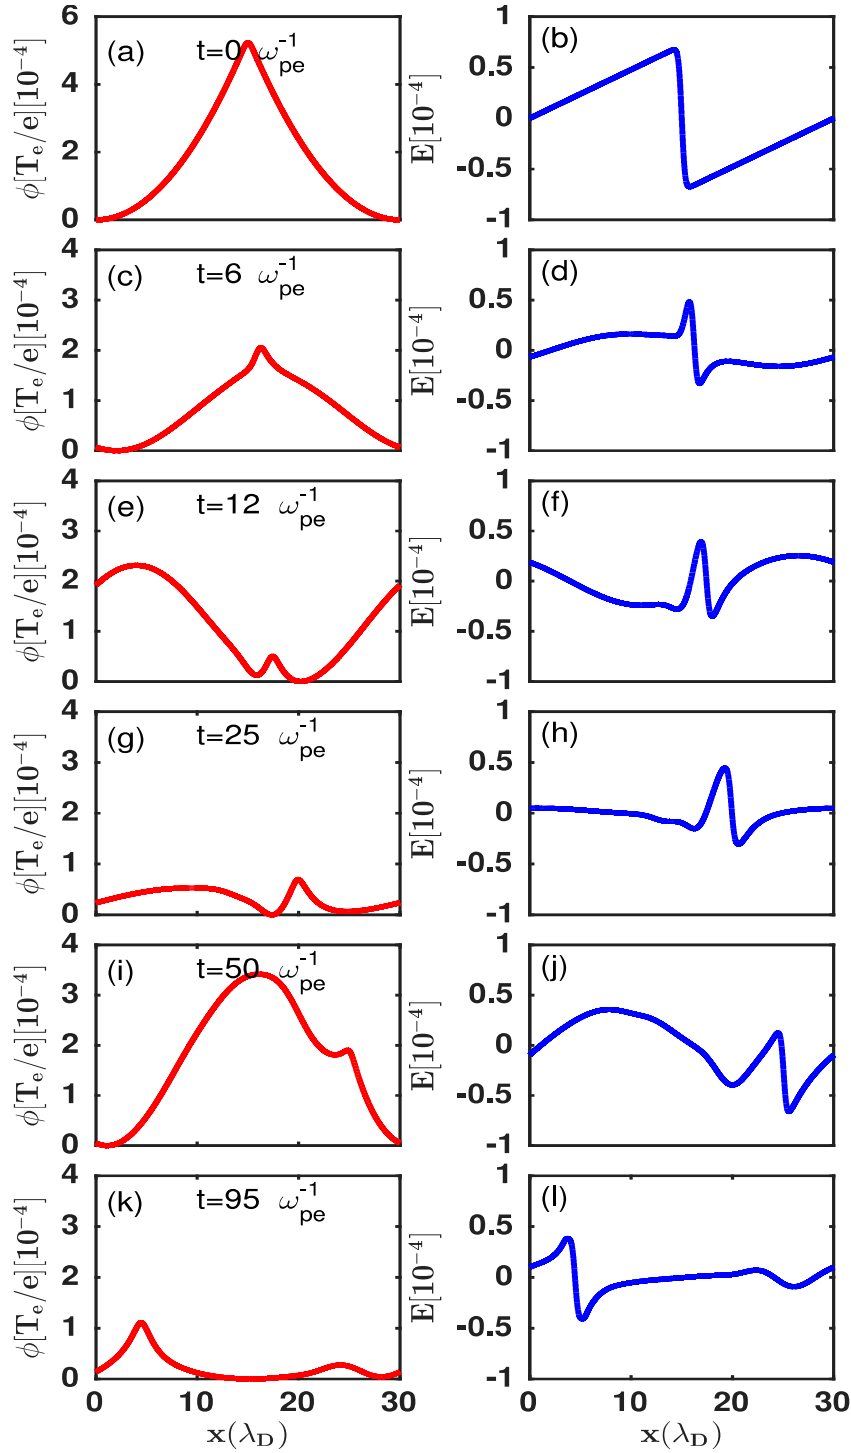 (a) t=0 ω_pe^-1
ϕ[T_e/e][10^−4]
6
4
2
0
(b)
E[10^−4]
1
0.5
0
-0.5
-1
(c) t=6 ω_pe^-1
ϕ[T_e/e][10^−4]
4
3
2
1
0
(d)
E[10^−4]
1
0.5
0
-0.5
-1
(e) t=12 ω_pe^-1
ϕ[T_e/e][10^−4]
4
3
2
1
0
(f)
E[10^−4]
1
0.5
0
-0.5
-1
(g) t=25 ω_pe^-1
ϕ[T_e/e][10^−4]
4
3
2
1
0
(h)
E[10^−4]
1
0.5
0
-0.5
-1
(i) t=50 ω_pe^-1
ϕ[T_e/e][10^−4]
4
3
2
1
0
(j)
E[10^−4]
1
0.5
0
-0.5
-1
(k) t=95 ω_pe^-1
ϕ[T_e/e][10^−4]
4
3
2
1
0
0 10 20 30
x(λ_D)
(l)
E[10^−4]
1
0.5
0
-0.5
-1
0 10 20 30
x(λ_D)